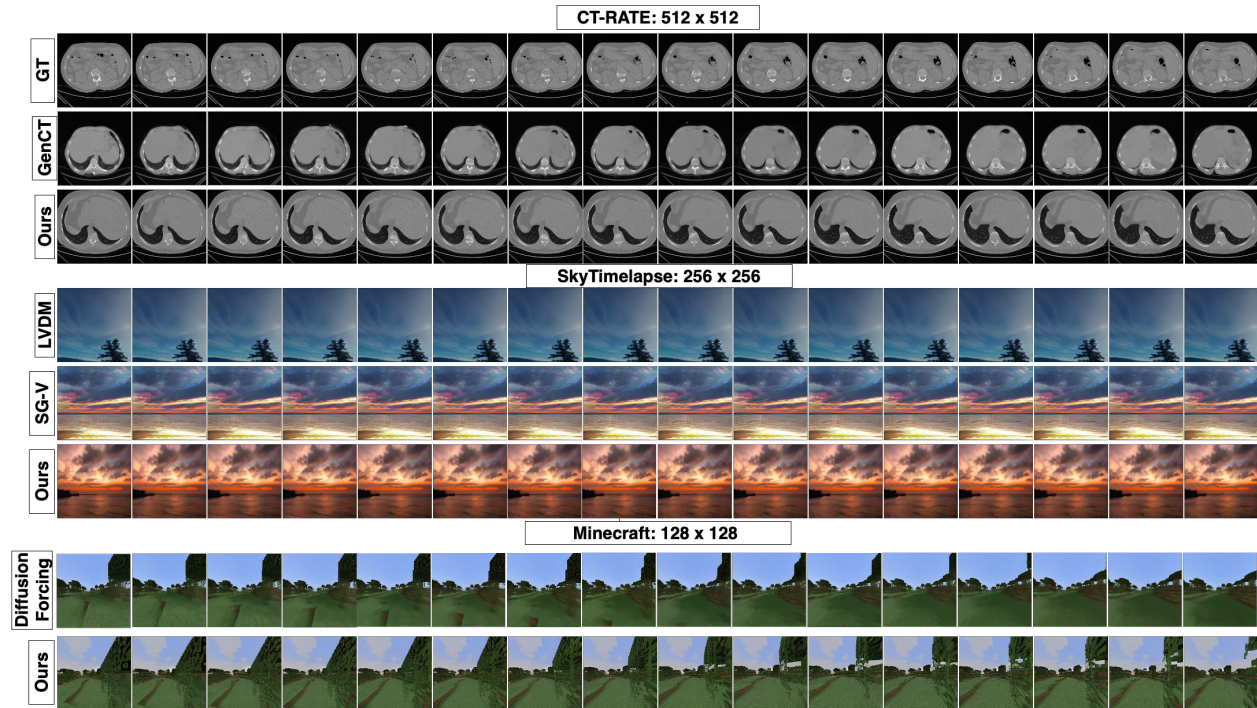 CT-RATE: 512 x 512
GT
GenCT
Ours
SkyTimelapse: 256 x 256
LVDM
SG-V
Ours
Minecraft: 128 x 128
Diffusion
Forcing
Ours